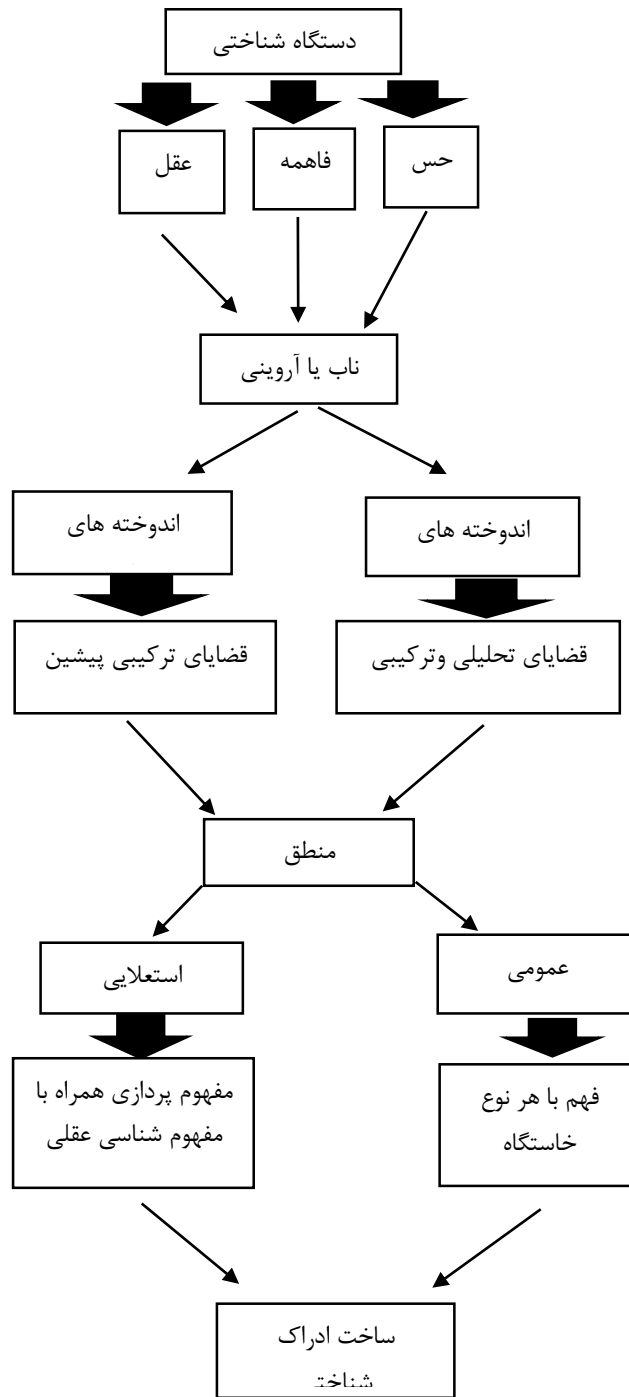 دستگاه شناختی
حس
فاهمه
عقل
ناب یا آروینی
اندوخته های
اندوخته های
قضایای تحلیلی وترکیبی
قضایای ترکیبی پیشین
منطق
عمومی
استعلایی
فهم با هر نوع
خاستگاه
مفهوم پردازی همراه با
مفهوم شناسی عقلی
ساخت ادراک